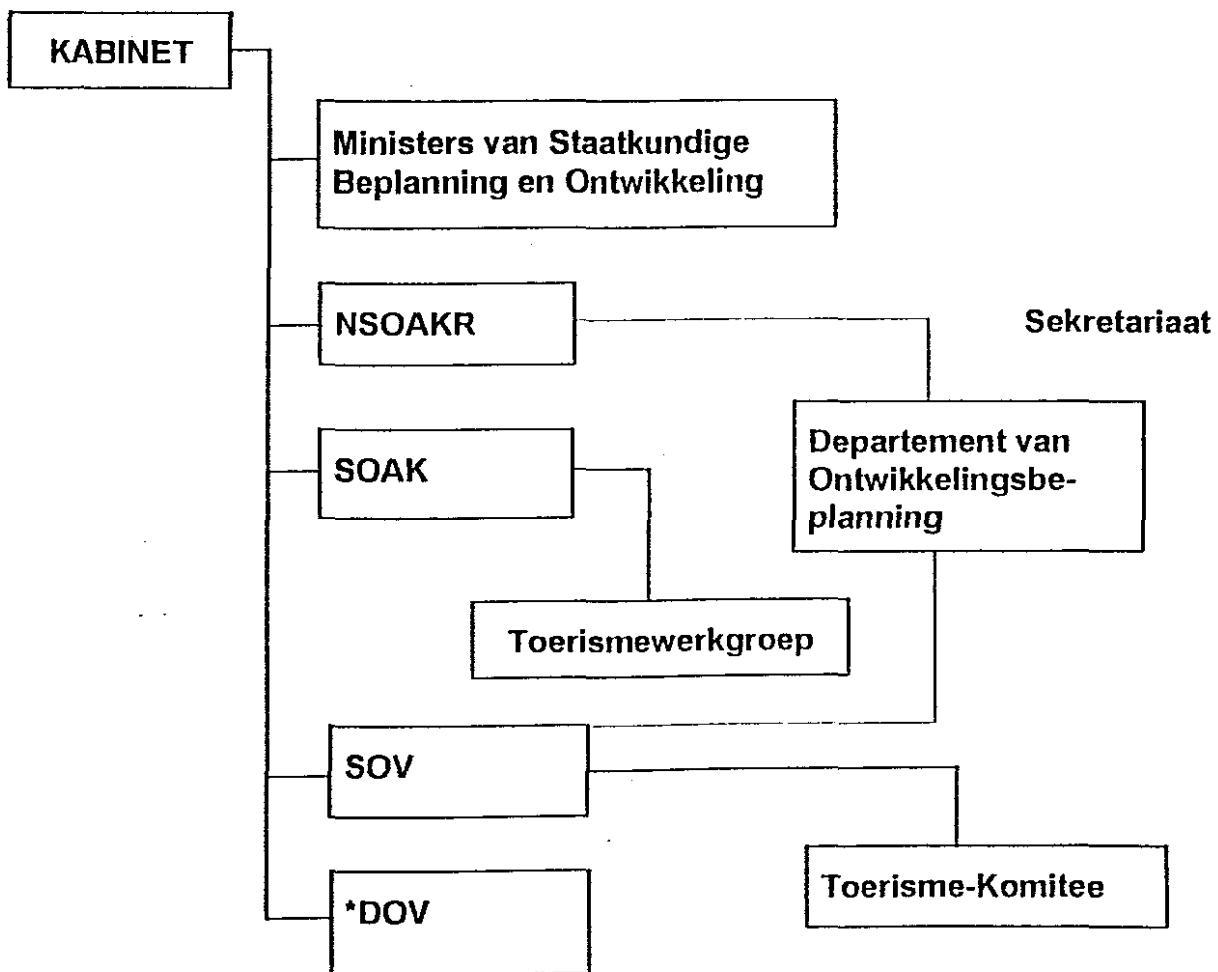 KABINET
Ministers van Staatkundige
Beplanning en Ontwikkeling
NSOAKR
Sekretariaat
SOAK
Departement van
Ontwikkelingsbe-
planning
Toerismewerkgroep
SOV
Toerisme-Komitee
*DOV